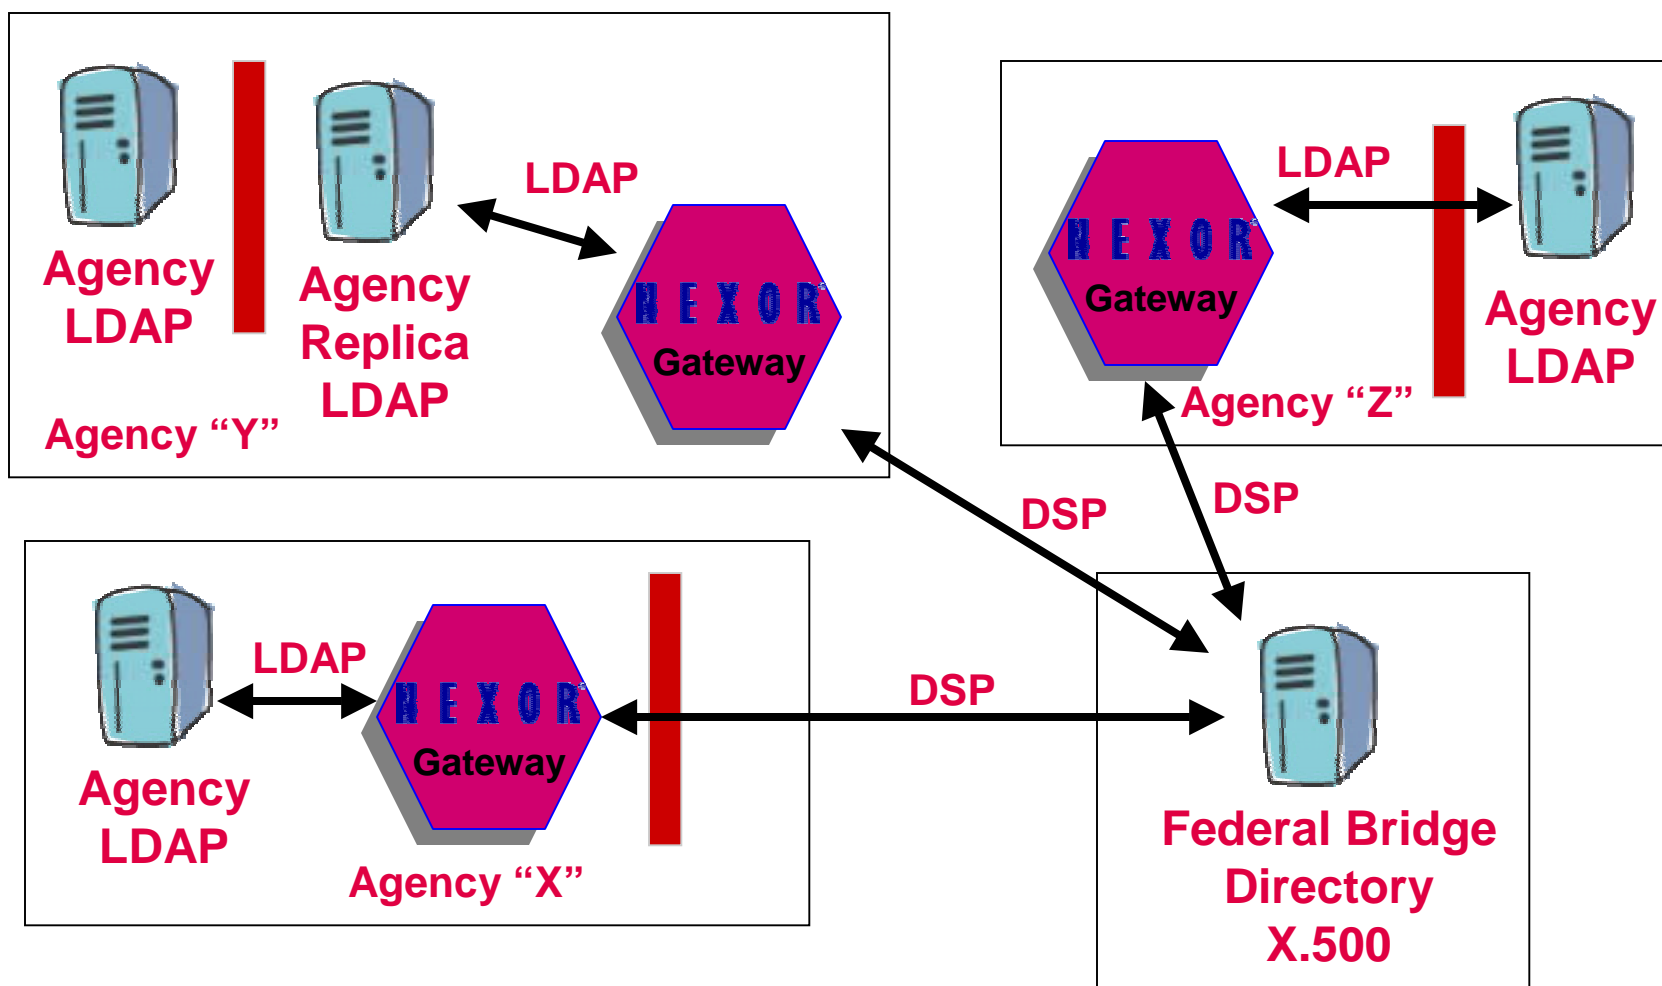 Agency
LDAP
Agency
Replica
LDAP
LDAP
NEXOR
Gateway
Agency “Y”
NEXOR
Gateway
LDAP
Agency
LDAP
Agency “Z”
DSP
DSP
Agency
LDAP
LDAP
NEXOR
Gateway
Agency “X”
DSP
Federal Bridge
Directory
X.500